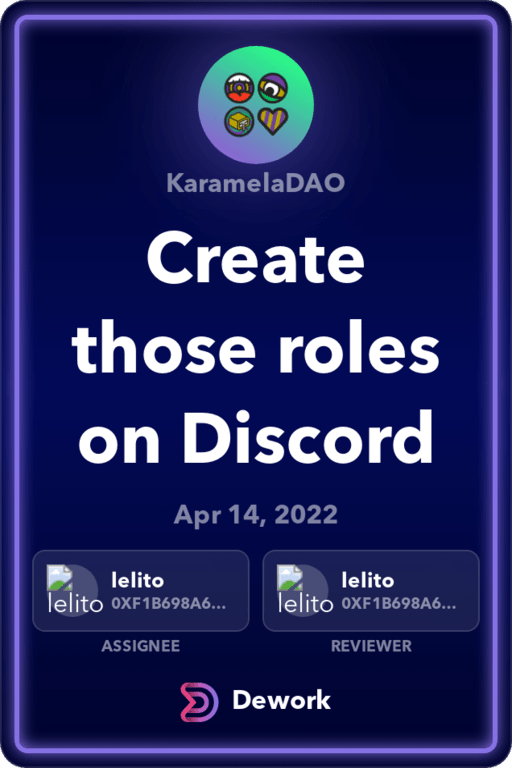 KaramelaDAO
Create
those roles
on Discord
Apr 14, 2022
lelito
0XF1B698A6...
lelito
ASSIGNEE
lelito
0XF1B698A6...
lelito
REVIEWER
Dework